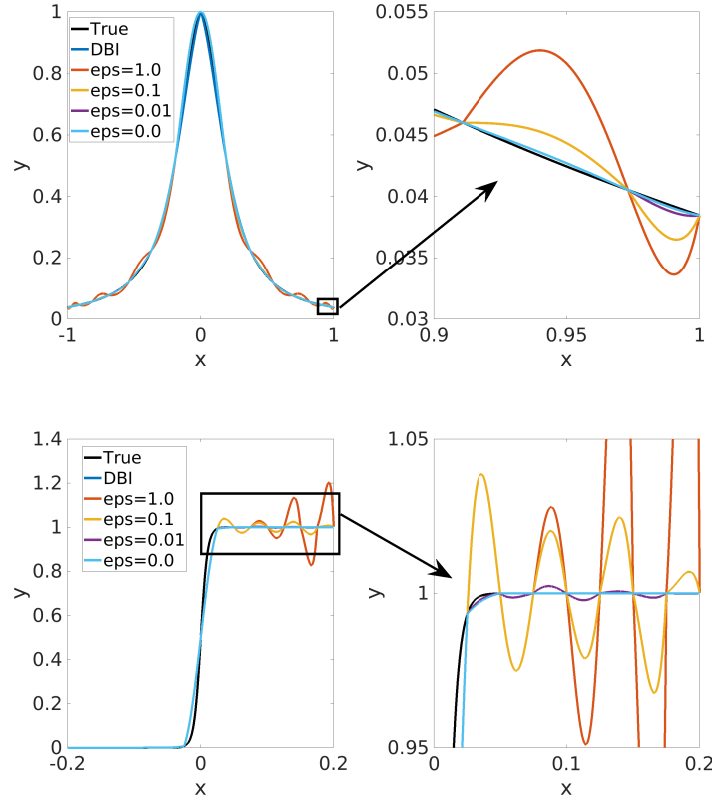 y
1
0.8
0.6
0.4
0.2
0
-1
0
1
x
True
DBI
eps=1.0
eps=0.1
eps=0.01
eps=0.0
y
0.055
0.05
0.045
0.04
0.035
0.03
0.9
0.95
1
x
y
1.4
1.2
1
0.8
0.6
0.4
0.2
0
-0.2
0
0.2
x
True
DBI
eps=1.0
eps=0.1
eps=0.01
eps=0.0
y
1.05
1
0.95
0
0.1
0.2
x